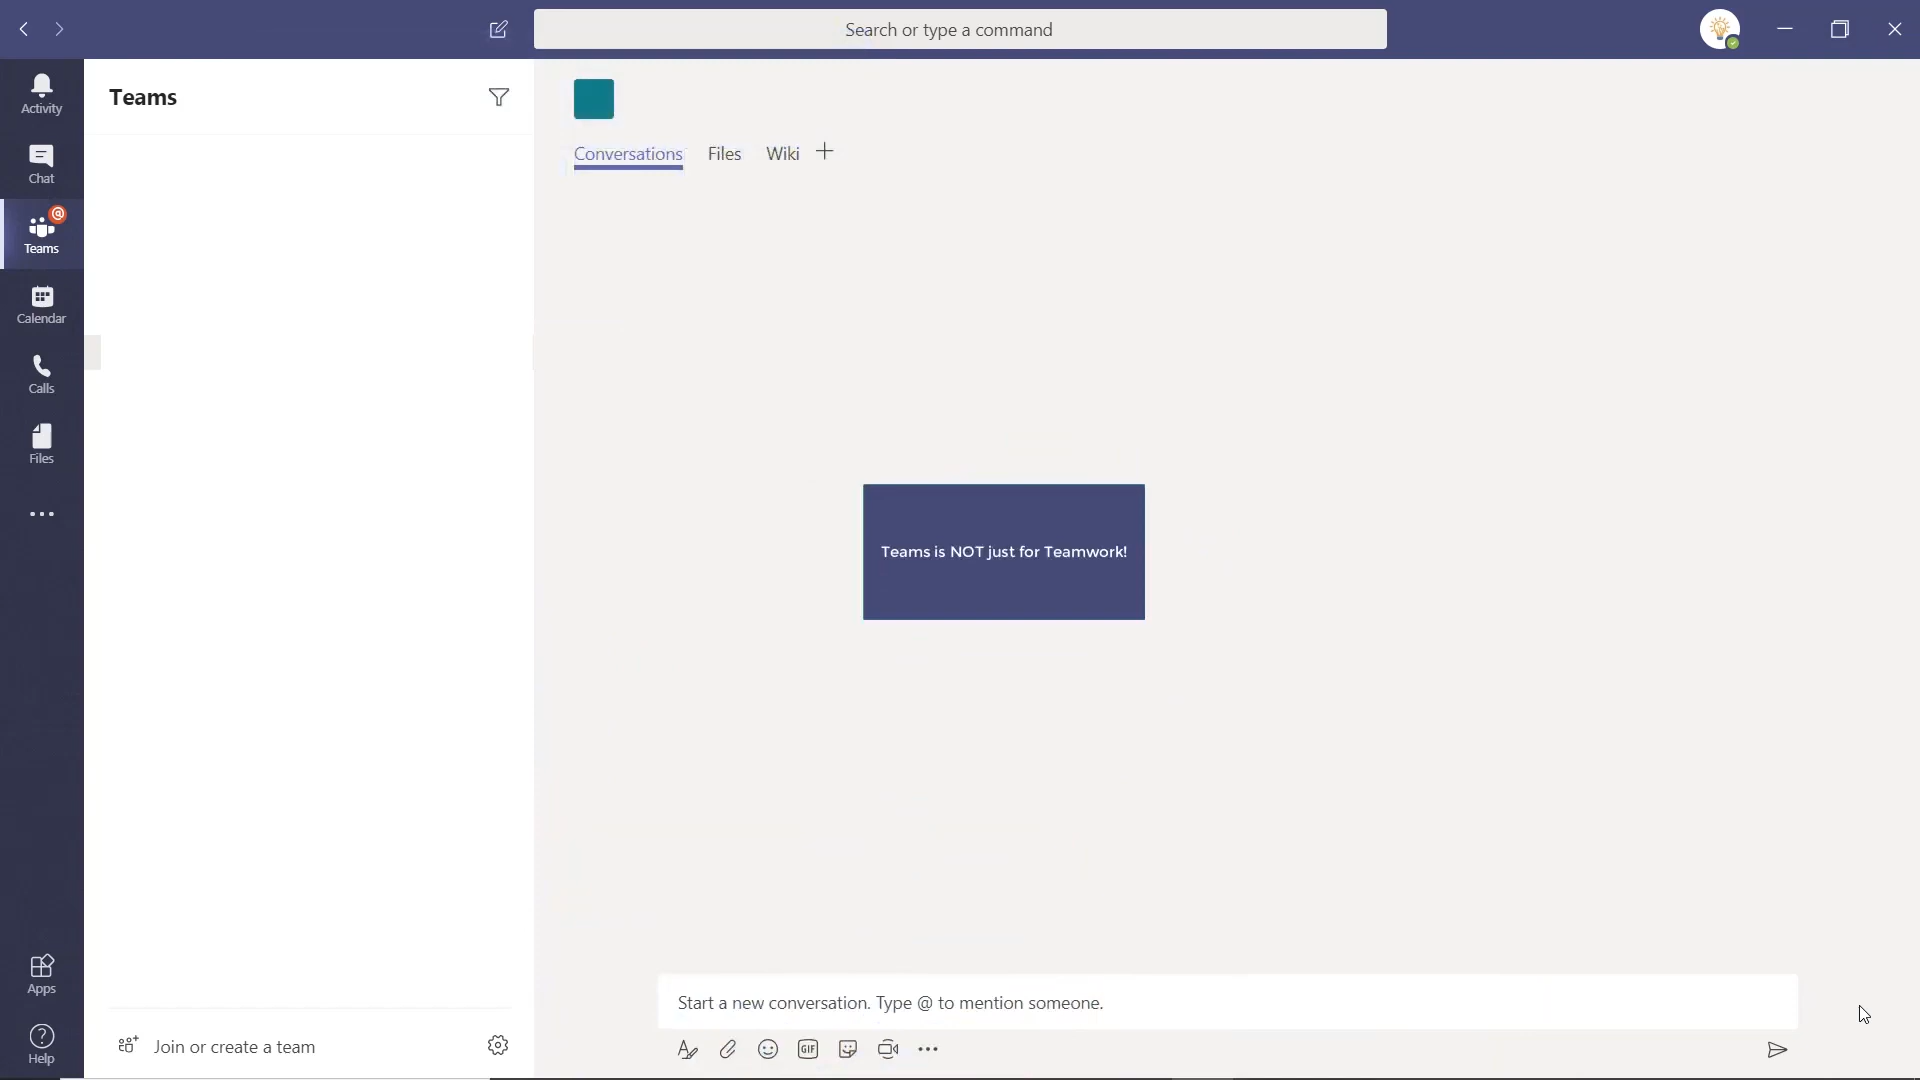 Search or type a command
Activity
Chat
@
Teams
Calendar
Calls
Files
Apps
Help
Teams
Join or create a team
Conversations
Files
Wiki
Teams is NOT just for Teamwork!
Start a new conversation. Type @ to mention someone.
GIF